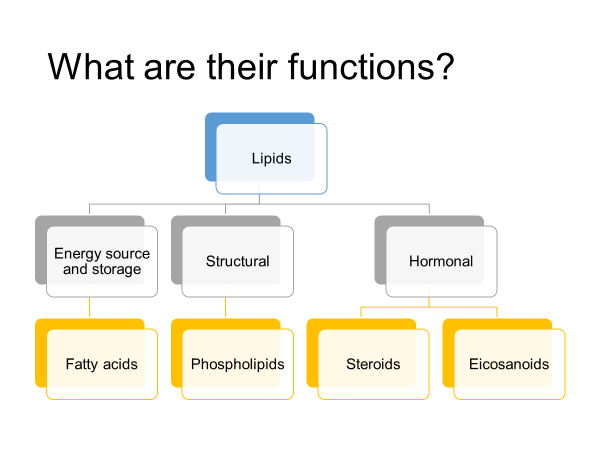 What are their functions?
Lipids
Energy source
and storage
Structural
Hormonal
Fatty acids
Phospholipids
Steroids
Eicosanoids